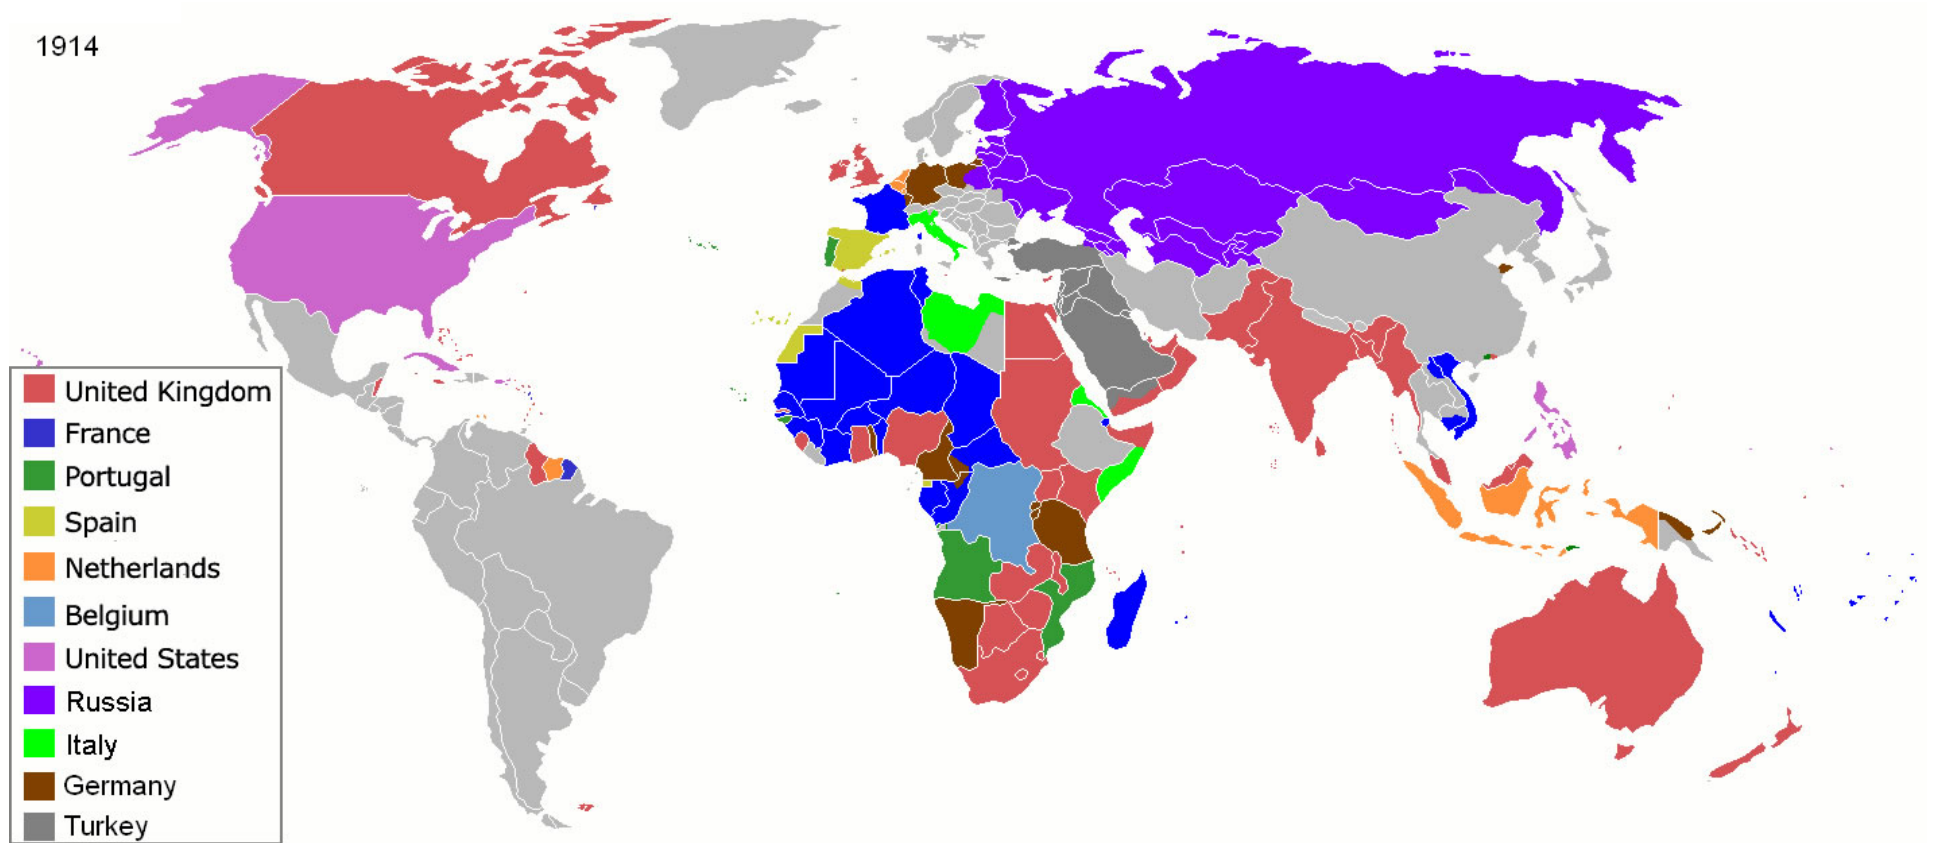 1914
United Kingdom
France
Portugal
Spain
Netherlands
Belgium
United States
Russia
Italy
Germany
Turkey